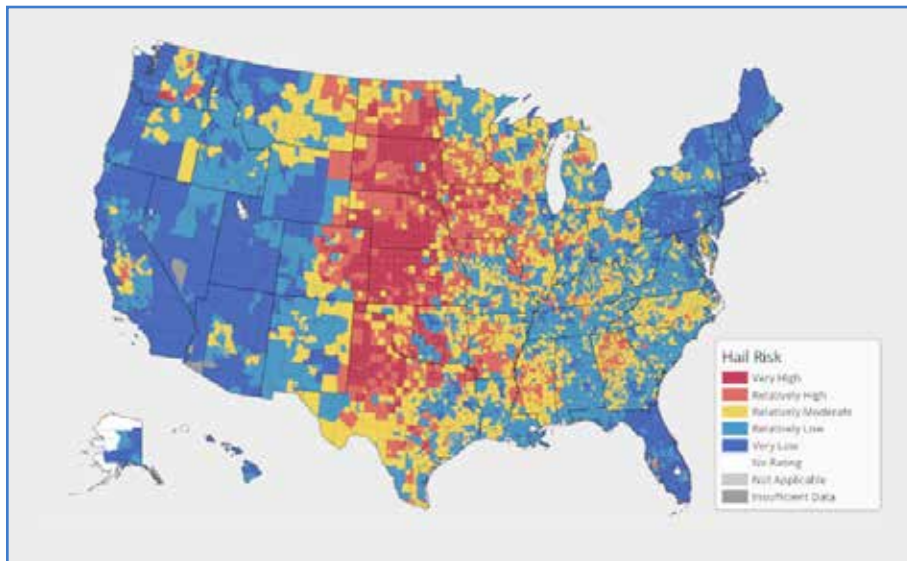 Hail Risk
Very High
Relatively High
Relatively Moderate
Relatively Low
Very Low
No Rating
Not Applicable
Insufficient Data